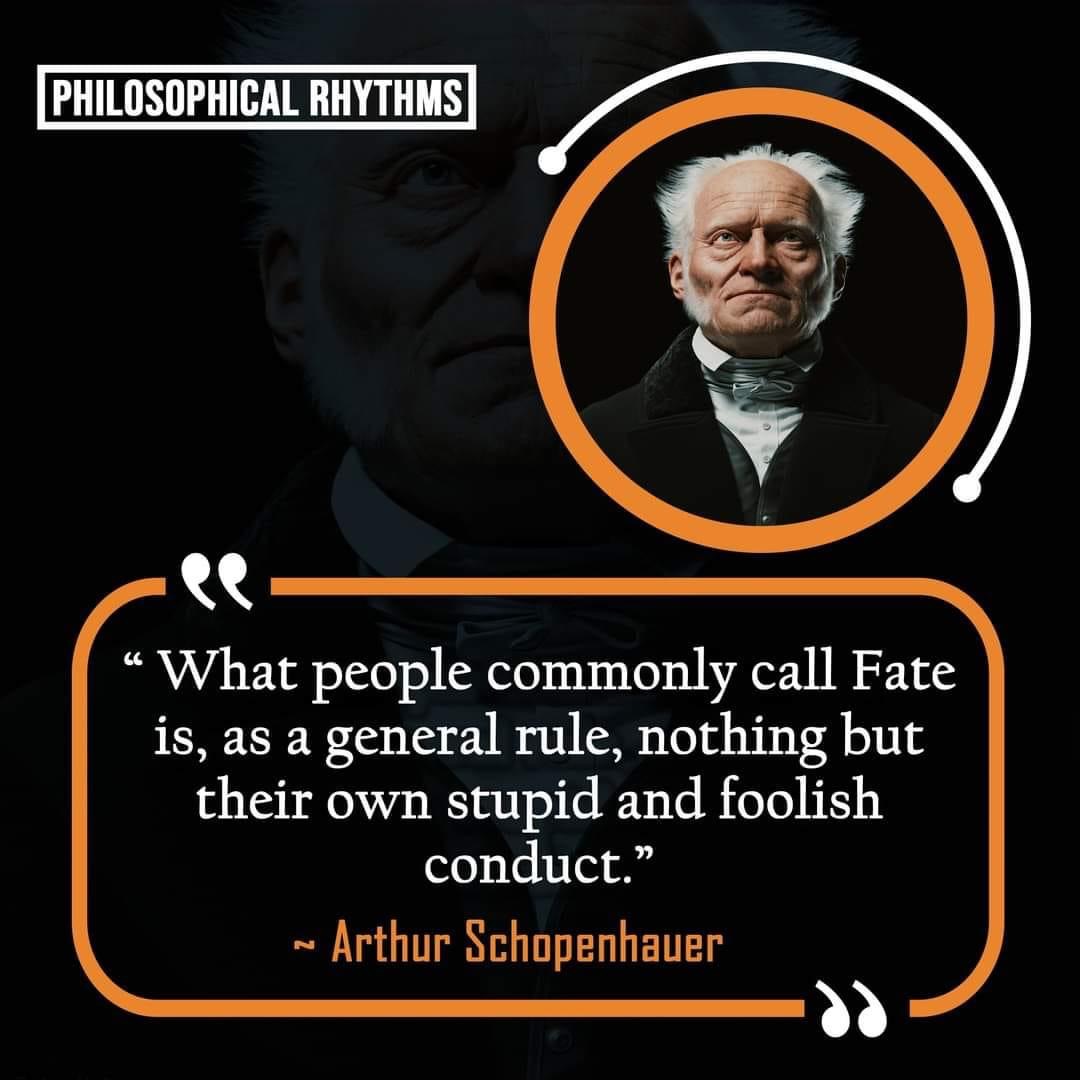 PHILOSOPHICAL RHYTHMS
“ What people commonly call Fate
is, as a general rule, nothing but
their own stupid and foolish
conduct.”
~ Arthur Schopenhauer